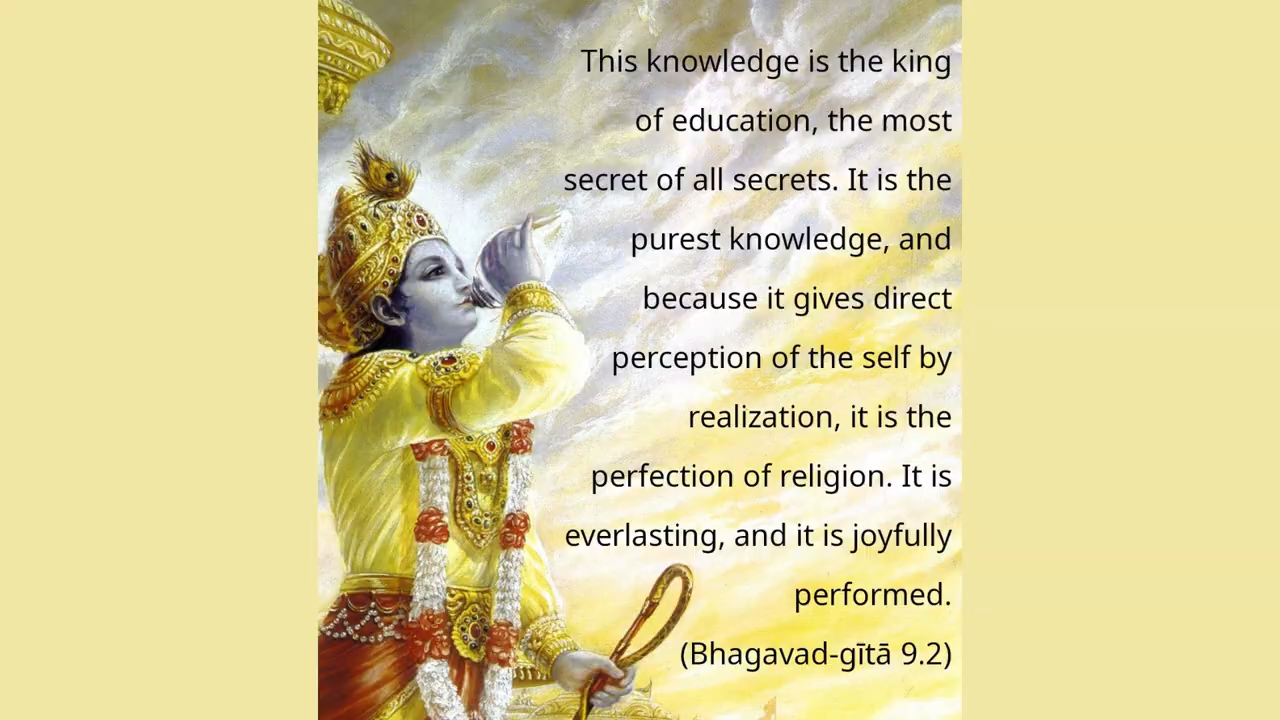 This knowledge is the king
of education, the most
secret of all secrets. It is the
purest knowledge, and
because it gives direct
perception of the self by
realization, it is the
perfection of religion. It is
everlasting, and it is joyfully
performed.
(Bhagavad-gītā 9.2)